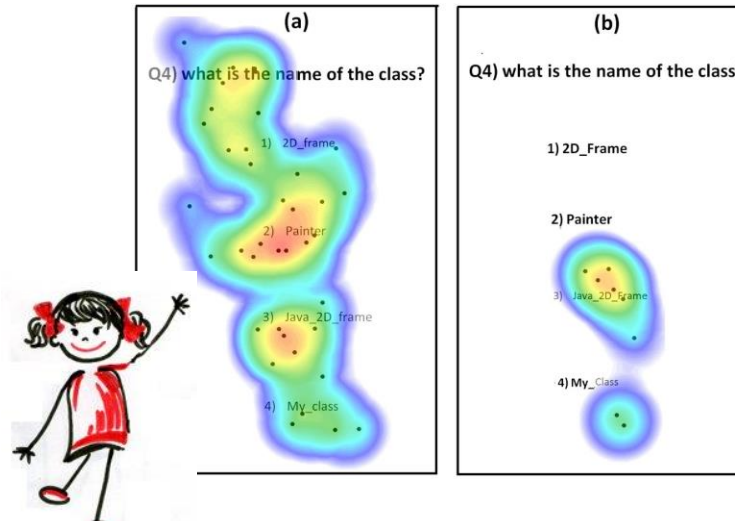 (a)
Q4) what is the name of the class?
1) 2D_frame
2) Painter
3) Java_2D_frame
4) My_class
(b)
Q4) what is the name of the class
1) 2D_Frame
2) Painter
3) Java_2D_Frame
4) My_Class